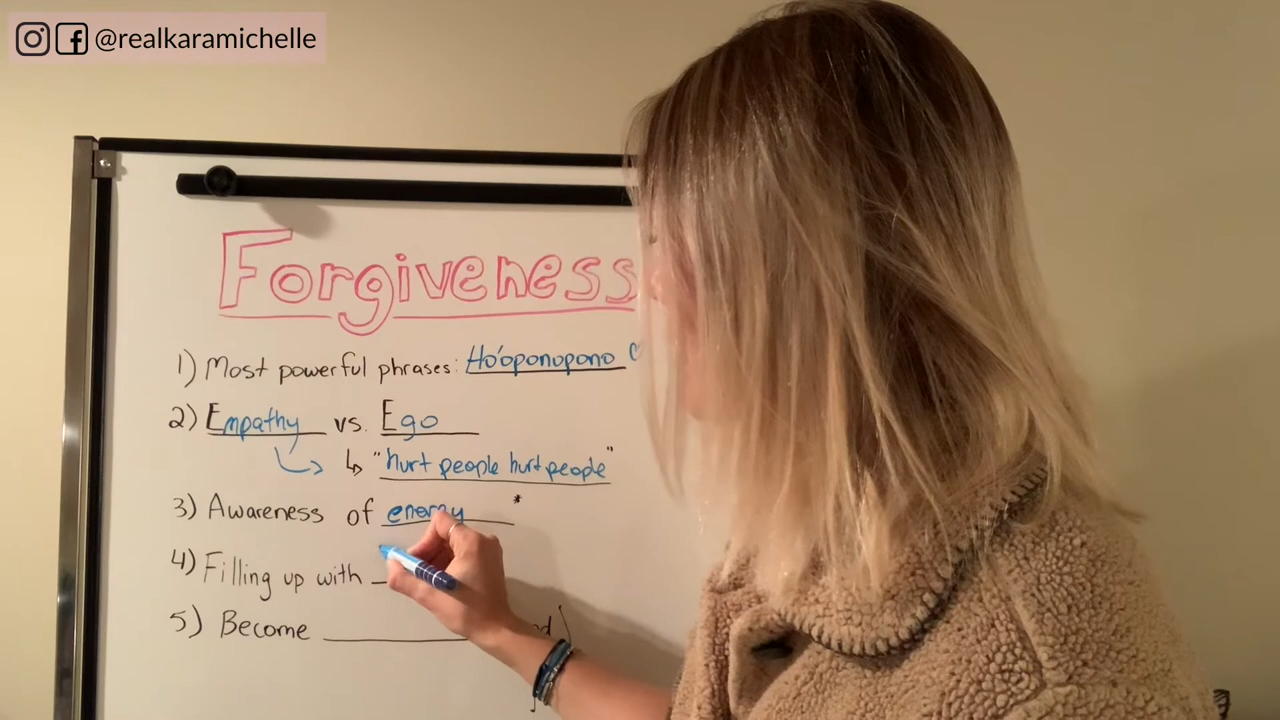 @realkaramichelle
Forgiveness
1) Most powerful phrases: Ho'oponopono
2) Empathy vs. Ego
↳ "hurt people hurt people"
3) Awareness of energy *
4) Filling up with
5) Become